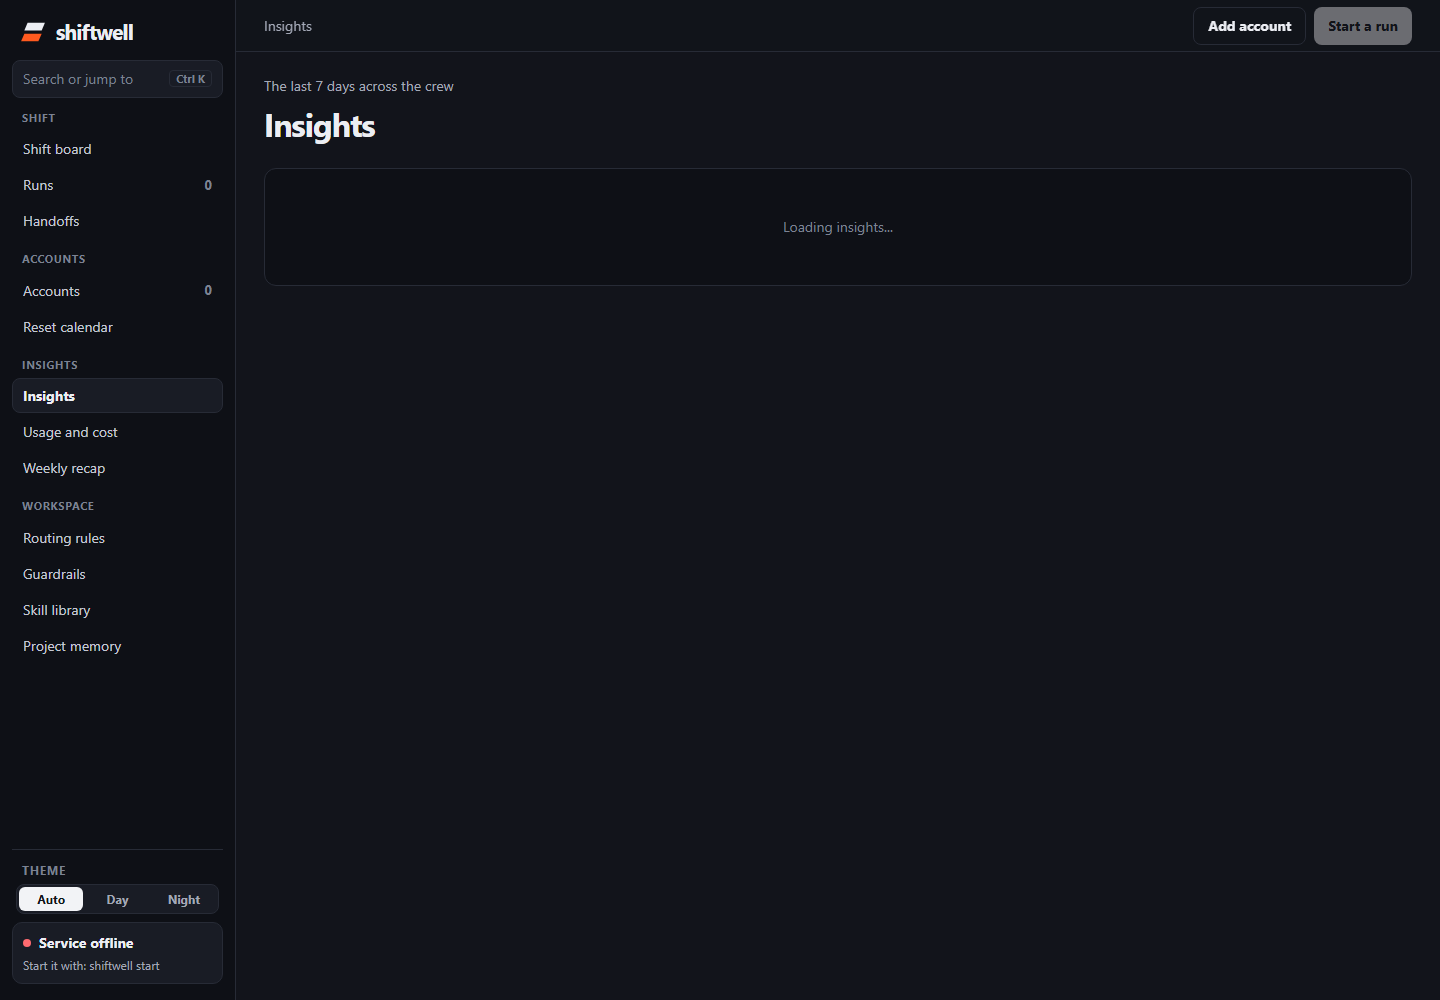 shiftwell
Search or jump to Ctrl K
SHIFT
Shift board
Runs 0
Handoffs
ACCOUNTS
Accounts 0
Reset calendar
INSIGHTS
Insights
Usage and cost
Weekly recap
WORKSPACE
Routing rules
Guardrails
Skill library
Project memory
THEME
Auto Day Night
Service offline
Start it with: shiftwell start
Insights Add account Start a run
The last 7 days across the crew
Insights
Loading insights...